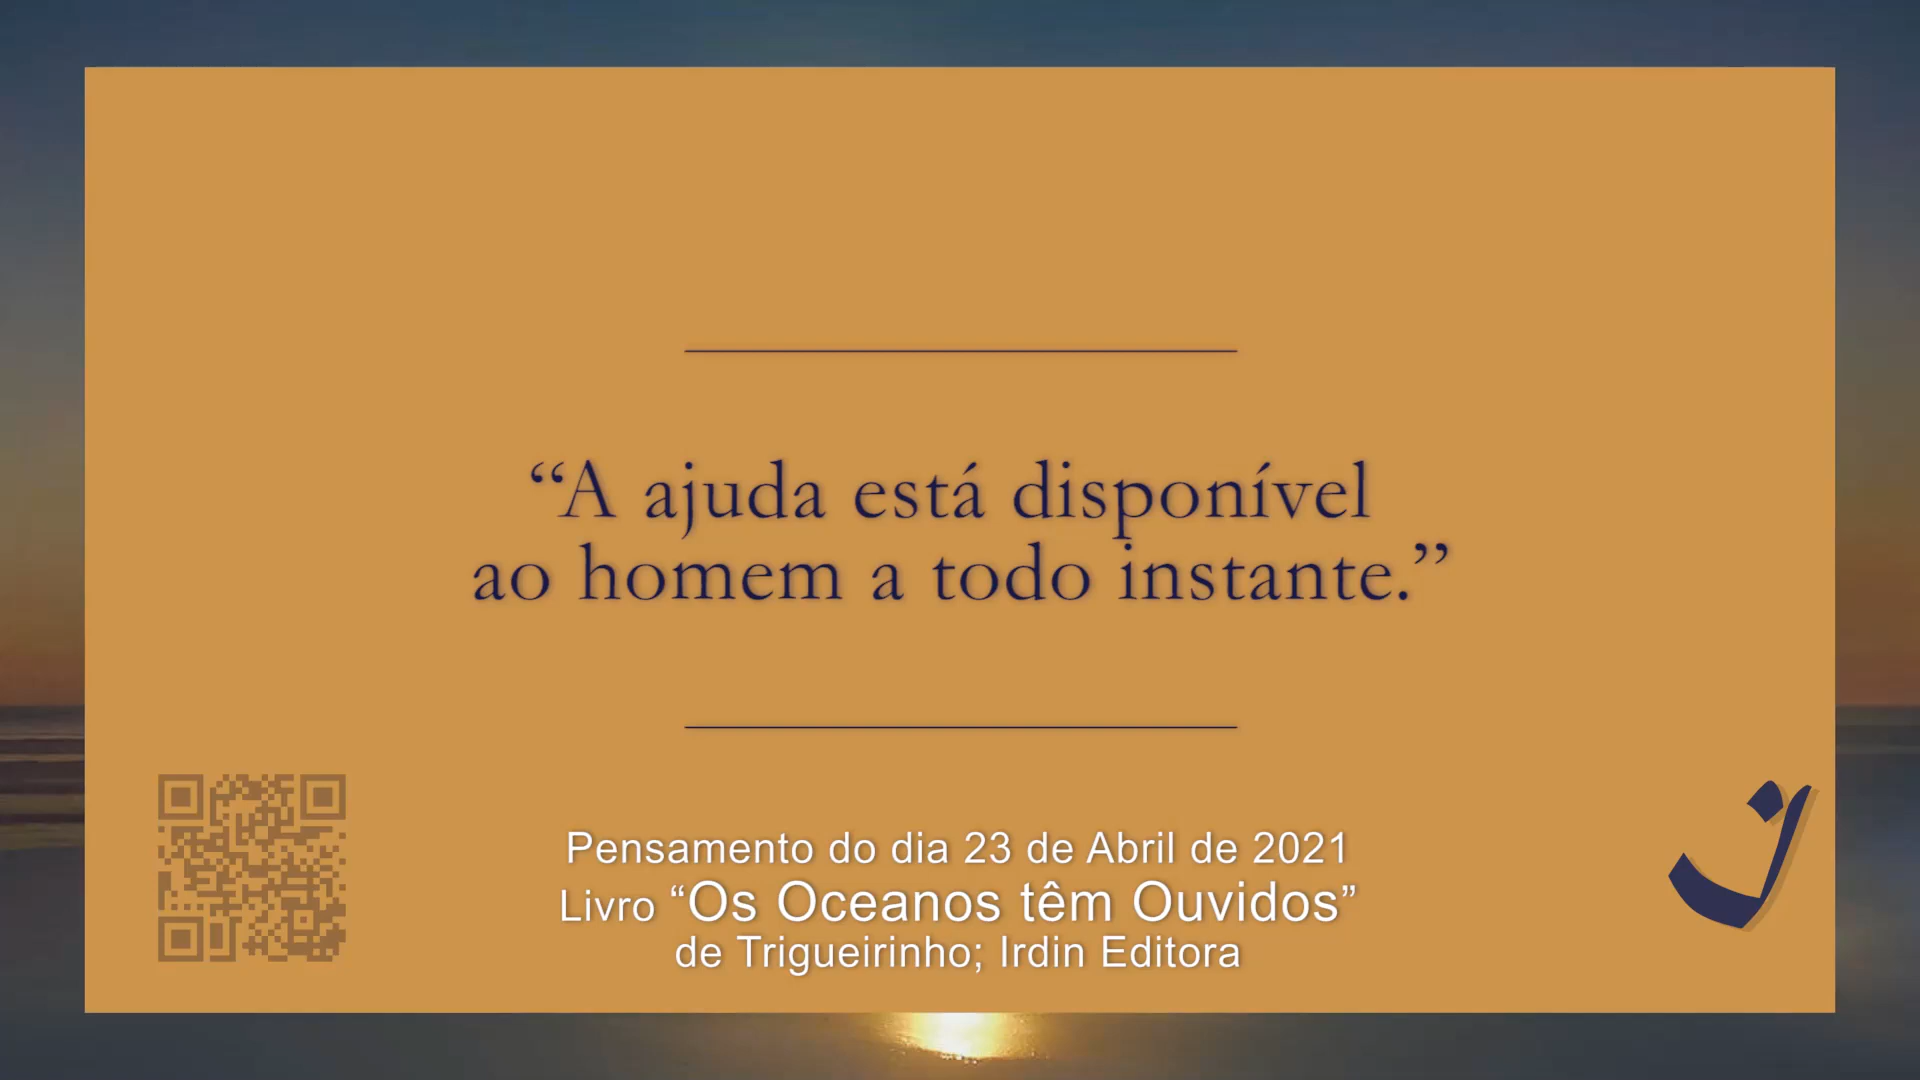 “A ajuda está disponível
ao homem a todo instante.”
Pensamento do dia 23 de Abril de 2021
Livro “Os Oceanos têm Ouvidos”
de Trigueirinho; Irdin Editora